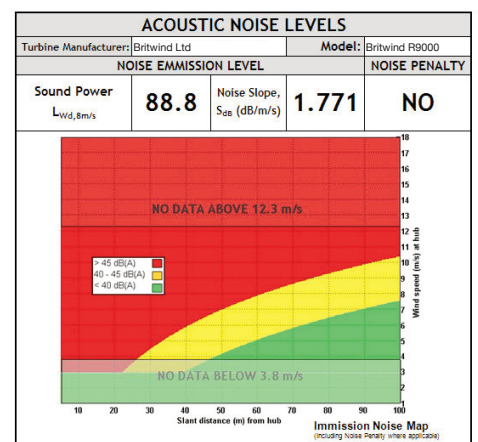 ACOUSTIC NOISE LEVELS
Turbine Manufacturer: Britwind Ltd Model: Britwind R9000
NOISE EMMISSION LEVEL NOISE PENALTY
Sound Power LWd,8m/s 88.8 Noise Slope, SdB (dB/m/s) 1.771 NO
NO DATA ABOVE 12.3 m/s
> 45 dB(A)
40 - 45 dB(A)
< 40 dB(A)
NO DATA BELOW 3.8 m/s
18
17
16
15
14
13
12
11
10
9
8
7
6
5
4
3
2
1
Wind speed (m/s) at hub
10 20 30 40 50 60 70 80 90 100
Slant distance (m) from hub
Immission Noise Map
(Including Noise Penalty where applicable)